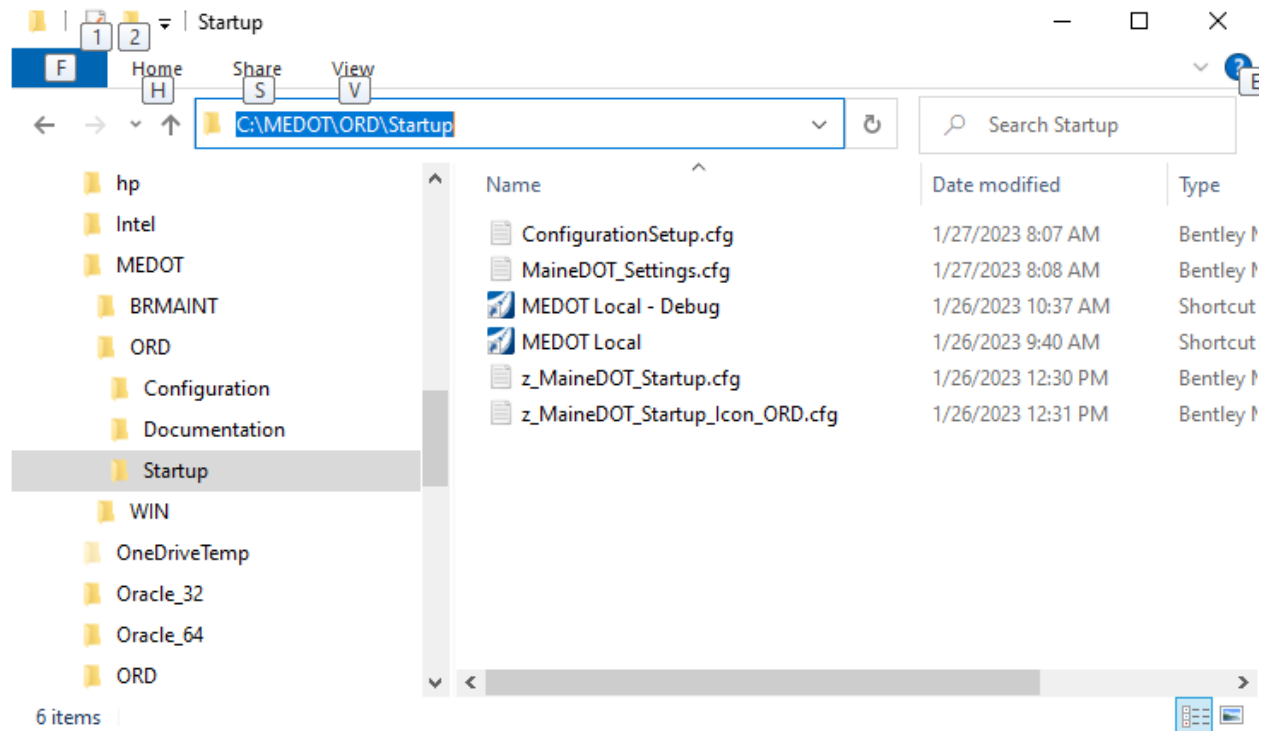 Startup
1 2
F Home Share View
H S V E
C:\MEDOT\ORD\Startup Search Startup
hp Name Date modified Type
Intel ConfigurationSetup.cfg 1/27/2023 8:07 AM Bentley M
MEDOT MaineDOT_Settings.cfg 1/27/2023 8:08 AM Bentley M
BRMAINT MEDOT Local - Debug 1/26/2023 10:37 AM Shortcut
ORD MEDOT Local 1/26/2023 9:40 AM Shortcut
Configuration z_MaineDOT_Startup.cfg 1/26/2023 12:30 PM Bentley M
Documentation z_MaineDOT_Startup_Icon_ORD.cfg 1/26/2023 12:31 PM Bentley M
Startup
WIN
OneDriveTemp
Oracle_32
Oracle_64
ORD
6 items